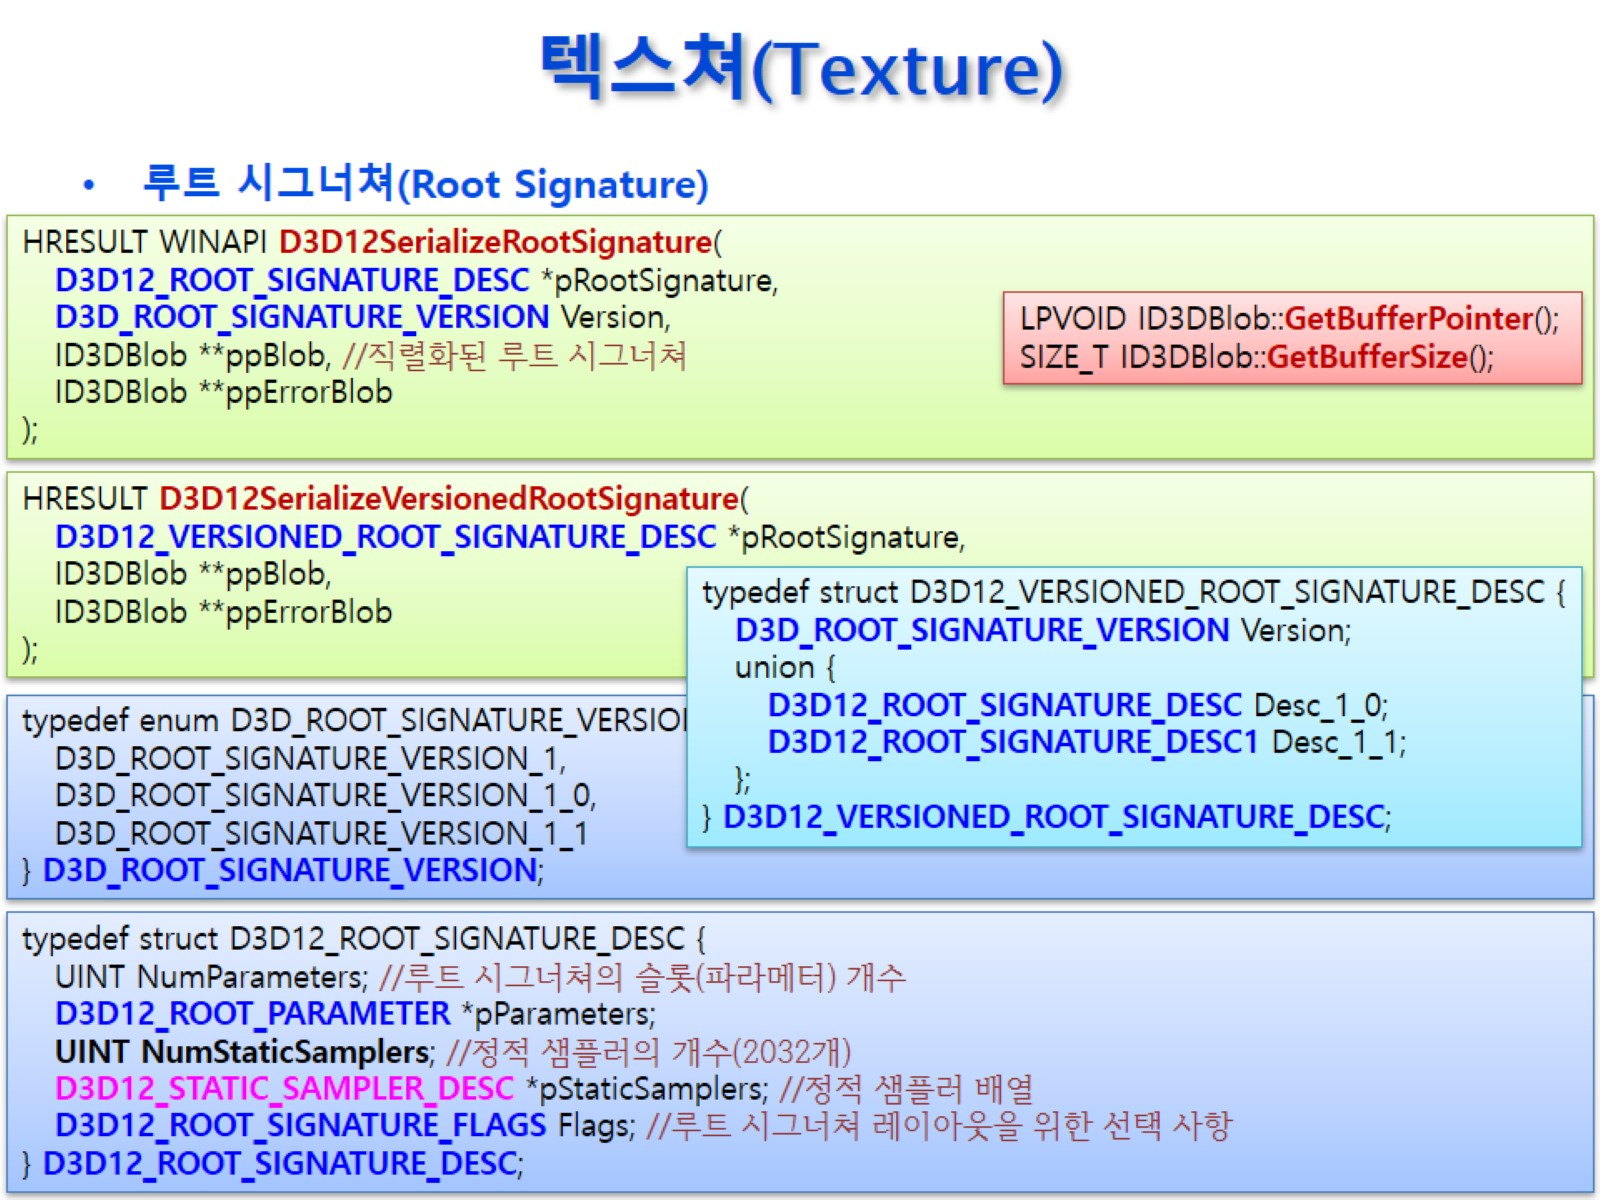 텍스쳐(Texture)
• 루트 시그너쳐(Root Signature)
HRESULT WINAPI D3D12SerializeRootSignature(
D3D12_ROOT_SIGNATURE_DESC *pRootSignature,
D3D_ROOT_SIGNATURE_VERSION Version,
ID3DBlob **ppBlob, //직렬화된 루트 시그너쳐
ID3DBlob **ppErrorBlob
);
LPVOID ID3DBlob::GetBufferPointer();
SIZE_T ID3DBlob::GetBufferSize();
HRESULT D3D12SerializeVersionedRootSignature(
D3D12_VERSIONED_ROOT_SIGNATURE_DESC *pRootSignature,
ID3DBlob **ppBlob,
ID3DBlob **ppErrorBlob
);
typedef struct D3D12_VERSIONED_ROOT_SIGNATURE_DESC {
D3D_ROOT_SIGNATURE_VERSION Version;
union {
D3D12_ROOT_SIGNATURE_DESC Desc_1_0;
D3D12_ROOT_SIGNATURE_DESC1 Desc_1_1;
};
} D3D12_VERSIONED_ROOT_SIGNATURE_DESC;
typedef enum D3D_ROOT_SIGNATURE_VERSIO
D3D_ROOT_SIGNATURE_VERSION_1,
D3D_ROOT_SIGNATURE_VERSION_1_0,
D3D_ROOT_SIGNATURE_VERSION_1_1
} D3D_ROOT_SIGNATURE_VERSION;
typedef struct D3D12_ROOT_SIGNATURE_DESC {
UINT NumParameters; //루트 시그너쳐의 슬롯(파라메터) 개수
D3D12_ROOT_PARAMETER *pParameters;
UINT NumStaticSamplers; //정적 샘플러의 개수(2032개)
D3D12_STATIC_SAMPLER_DESC *pStaticSamplers; //정적 샘플러 배열
D3D12_ROOT_SIGNATURE_FLAGS Flags; //루트 시그너쳐 레이아웃을 위한 선택 사항
} D3D12_ROOT_SIGNATURE_DESC;